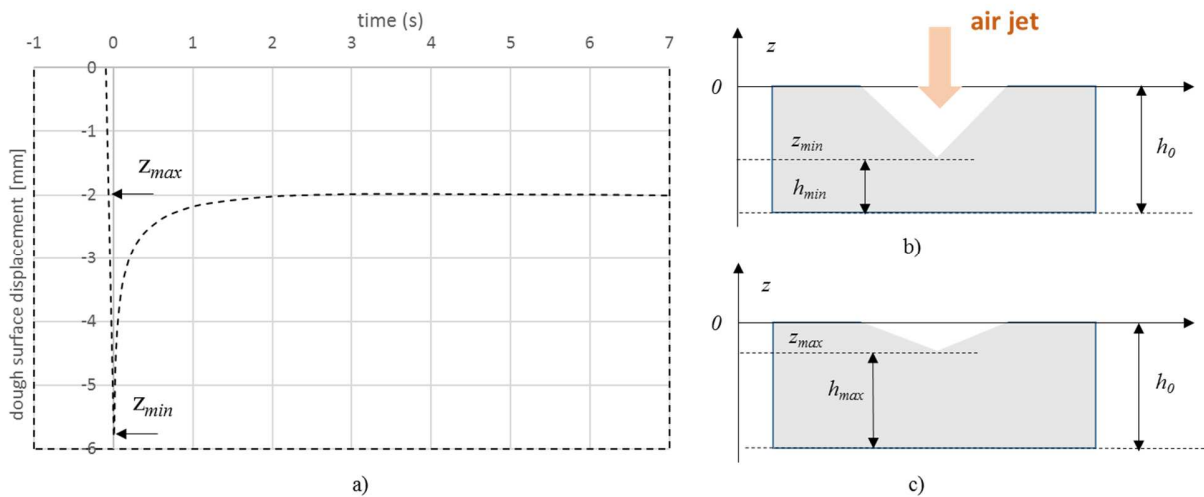 time (s)
-1 0 1 2 3 4 5 6 7
0
-1
-2
-3
-4
-5
-6
dough surface displacement [mm]
zmax
zmin
a)
air jet
z
0
zmin
hmin
h0
b)
z
0
zmax
hmax
h0
c)